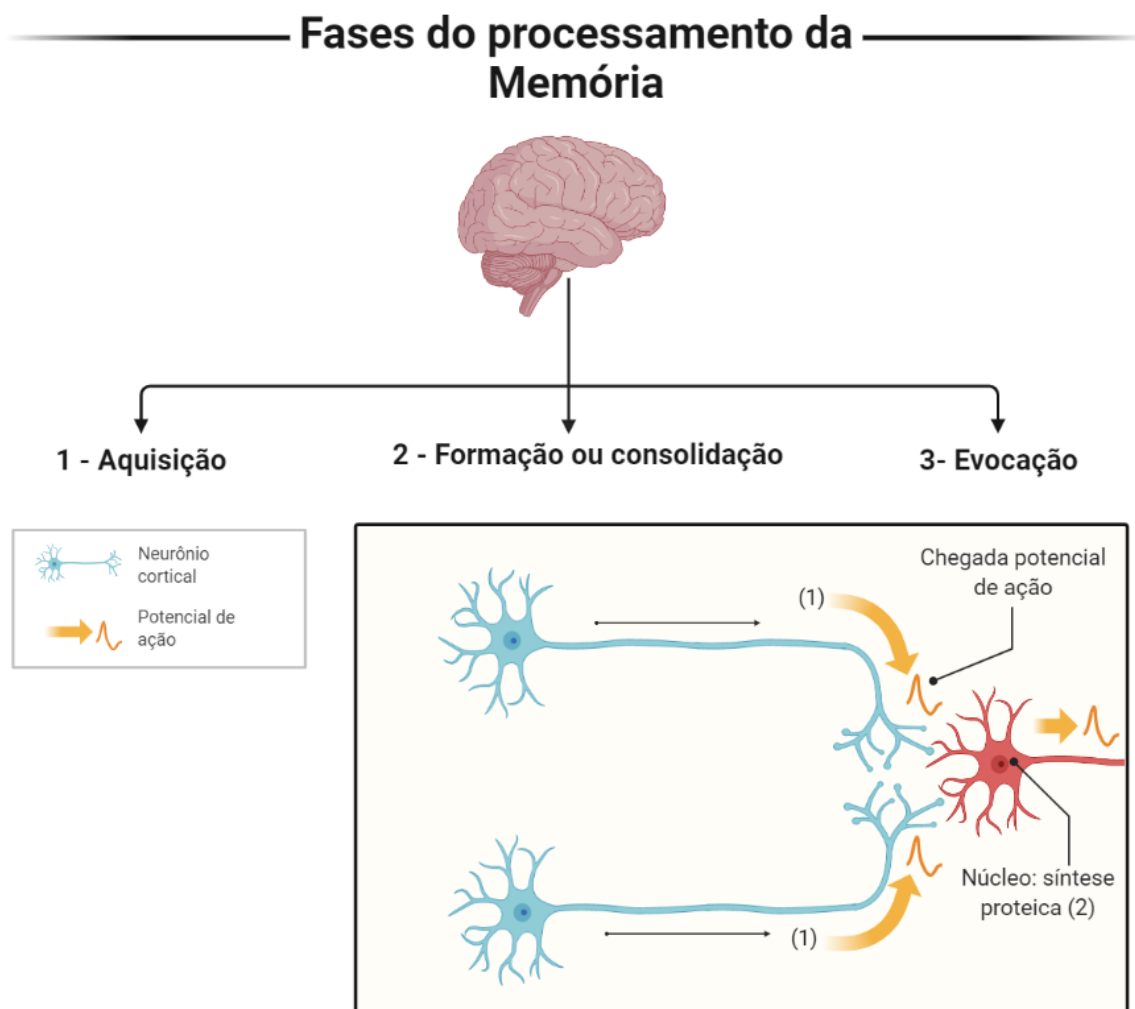 Fases do processamento da
Memória
1 - Aquisição
2 - Formação ou consolidação
3- Evocação
Neurônio
cortical
Potencial de
ação
Chegada potencial
de ação
(1)
Núcleo: síntese
proteica (2)
(1)